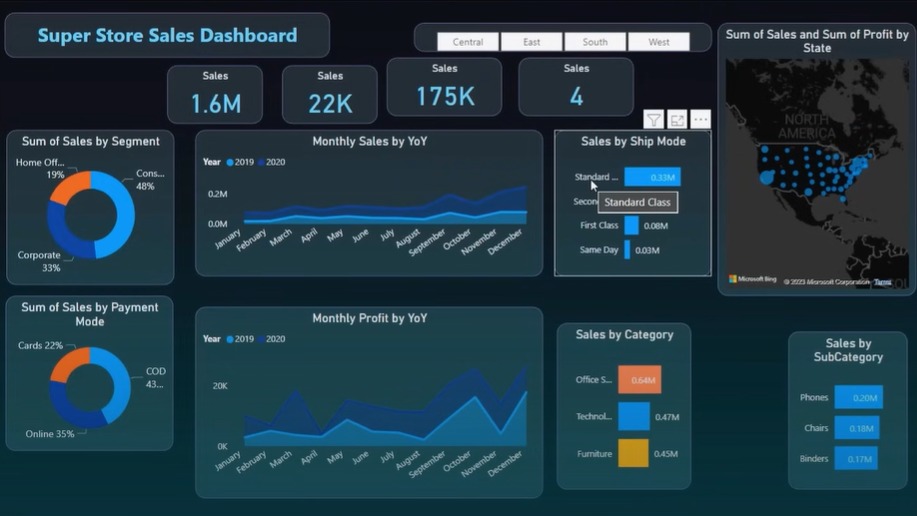 Super Store Sales Dashboard
Central
East
South
West
Sales
1.6M
Sales
22K
Sales
175K
Sales
4
Sum of Sales and Sum of Profit by
State
NORTH
AMERICA
Microsoft Bing
© 2023 Microsoft Corporation
Terms
Sum of Sales by Segment
Home Off...
19%
Cons...
48%
Corporate
33%
Monthly Sales by YoY
Year 2019 2020
0.2M
0.0M
January
February
March
April
May
June
July
August
September
October
November
December
Sales by Ship Mode
Standard ...
0.33M
Secon
Standard Class
First Class
0.08M
Same Day
0.03M
Sum of Sales by Payment
Mode
Cards 22%
COD
43...
Online 35%
Monthly Profit by YoY
Year 2019 2020
20K
0K
January
February
March
April
May
June
July
August
September
October
November
December
Sales by Category
Office S...
0.64M
Technol...
0.47M
Furniture
0.45M
Sales by
SubCategory
Phones
0.20M
Chairs
0.18M
Binders
0.17M